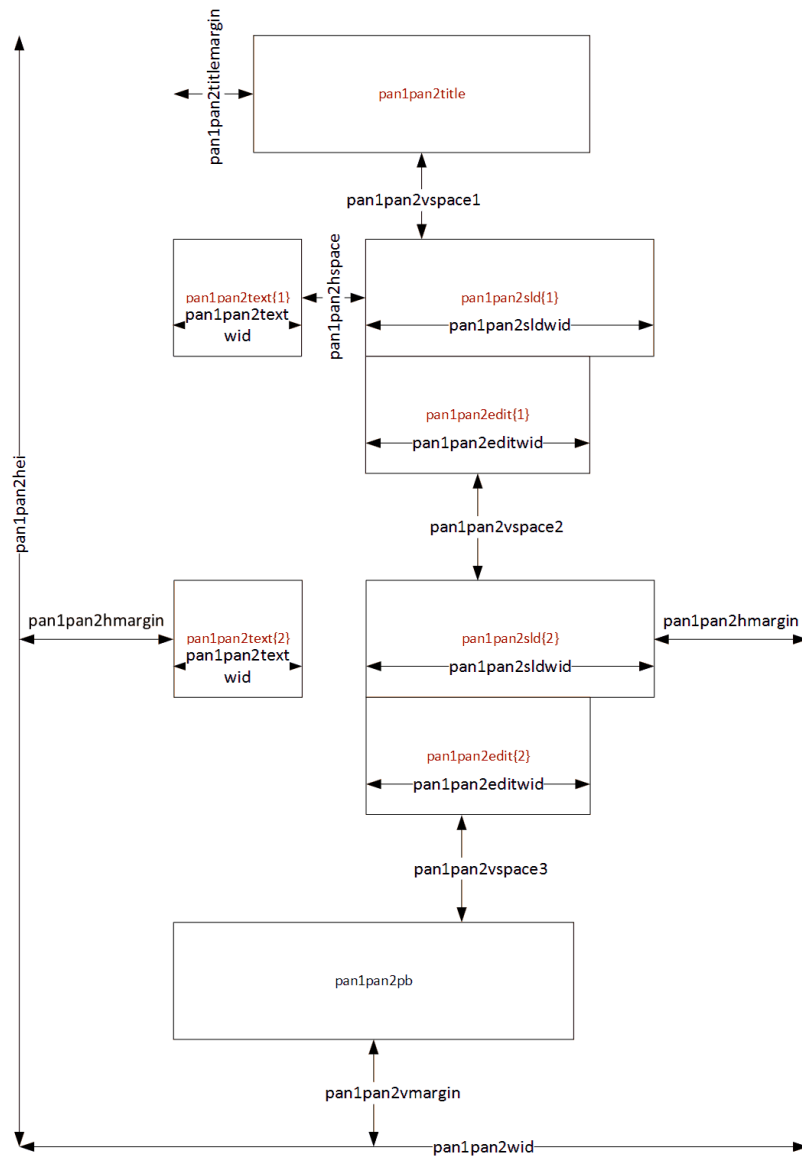 pan1pan2titlemargin
pan1pan2title
pan1pan2vspace1
pan1pan2text{1}
pan1pan2text
wid
pan1pan2hspace
pan1pan2sld{1}
pan1pan2sldwid
pan1pan2edit{1}
pan1pan2editwid
pan1pan2hei
pan1pan2vspace2
pan1pan2hmargin
pan1pan2text{2}
pan1pan2text
wid
pan1pan2sld{2}
pan1pan2sldwid
pan1pan2hmargin
pan1pan2edit{2}
pan1pan2editwid
pan1pan2vspace3
pan1pan2pb
pan1pan2vmargin
pan1pan2wid